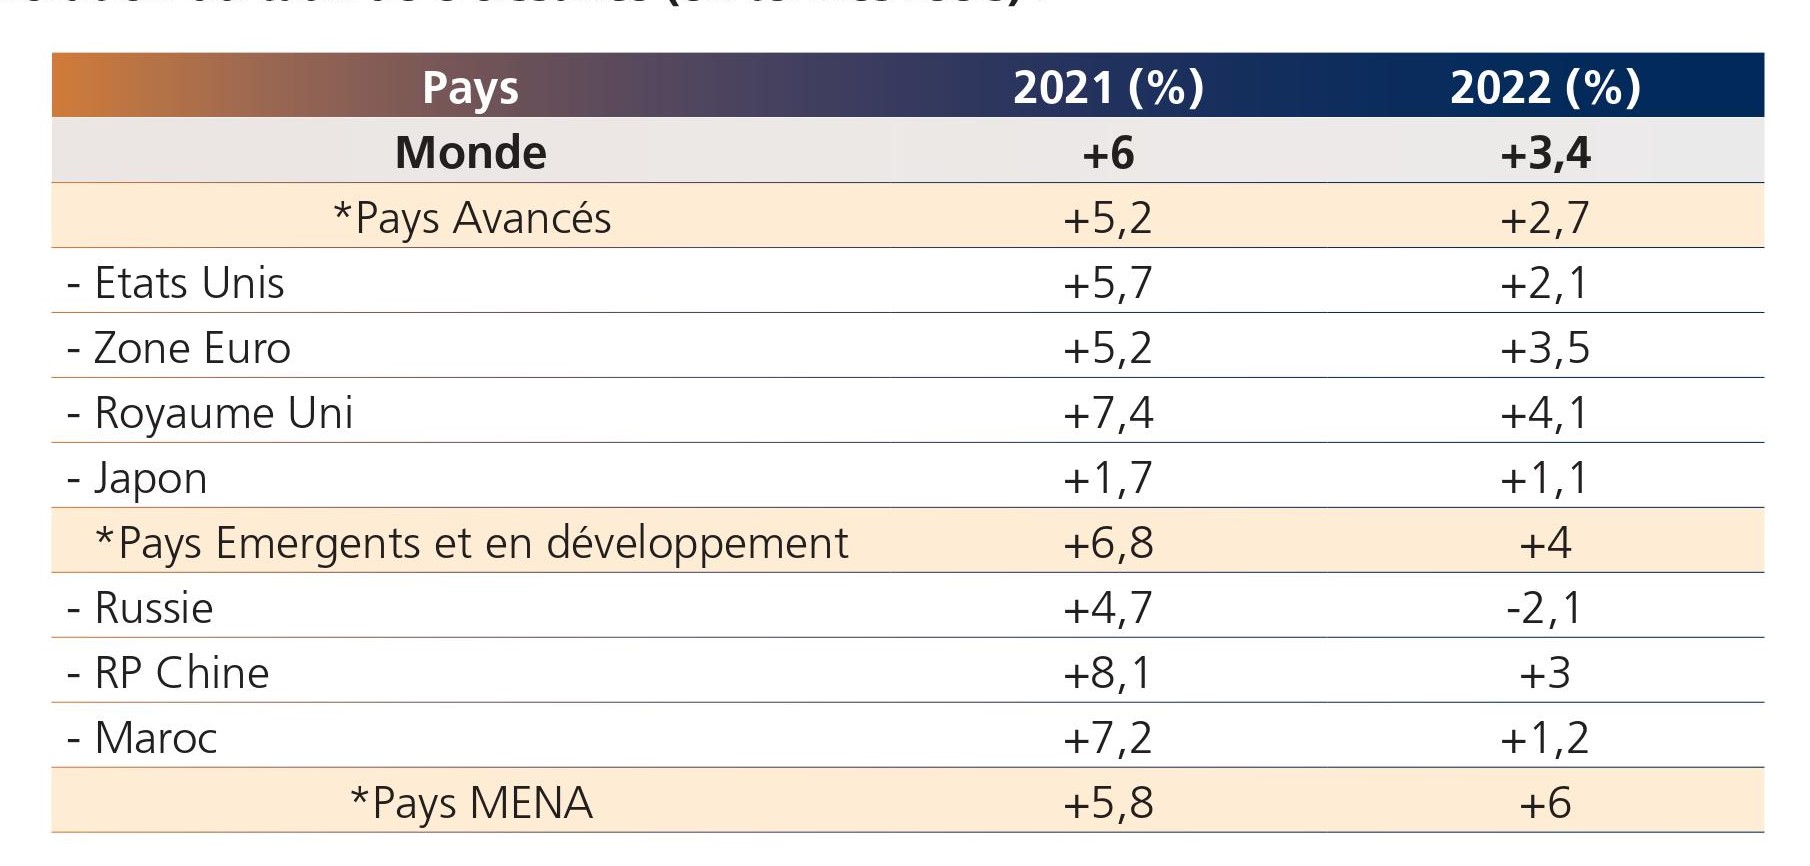 Pays 2021 (%) 2022 (%)
Monde +6 +3,4
*Pays Avancés +5,2 +2,7
- Etats Unis +5,7 +2,1
- Zone Euro +5,2 +3,5
- Royaume Uni +7,4 +4,1
- Japon +1,7 +1,1
*Pays Emergents et en développement +6,8 +4
- Russie +4,7 -2,1
- RP Chine +8,1 +3
- Maroc +7,2 +1,2
*Pays MENA +5,8 +6